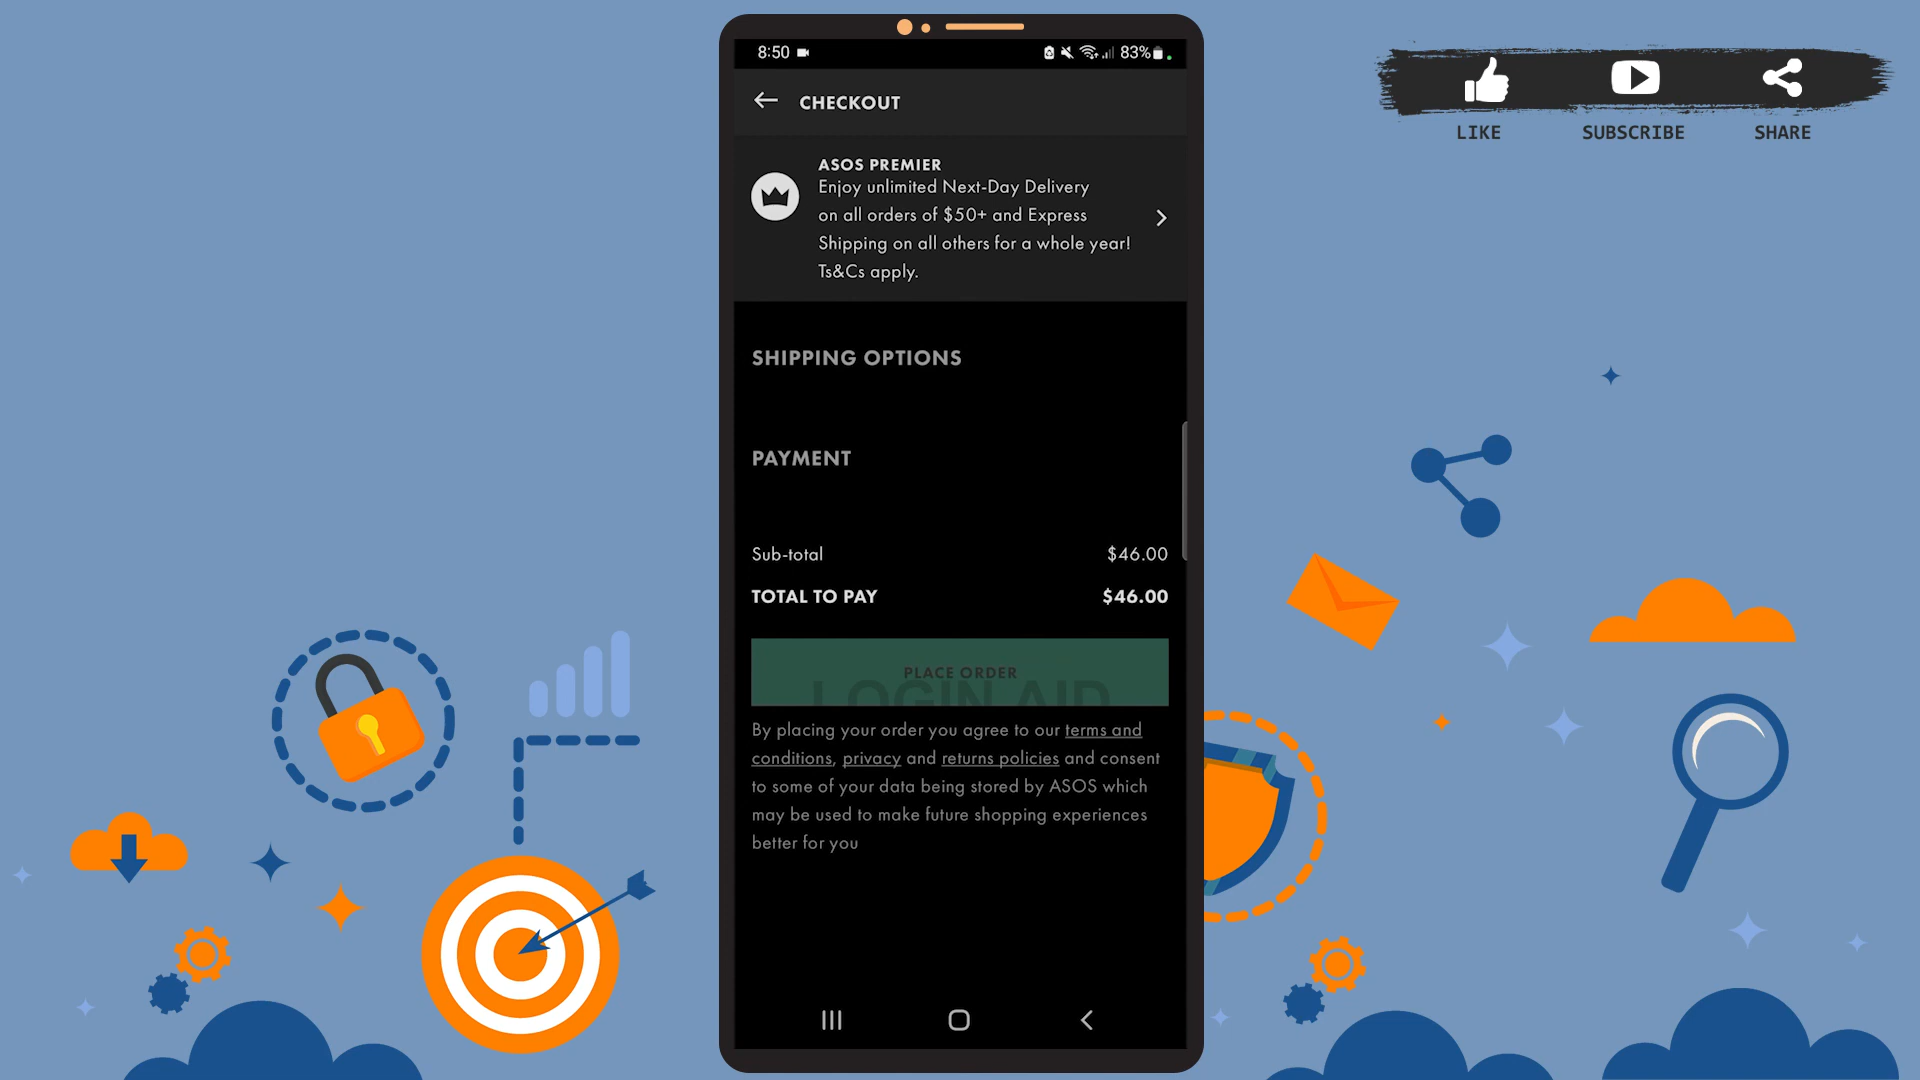 8:50
83%
LIKE
SUBSCRIBE
SHARE
CHECKOUT
ASOS PREMIER
Enjoy unlimited Next-Day Delivery
on all orders of $50+ and Express
Shipping on all others for a whole year!
Ts&Cs apply.
SHIPPING OPTIONS
PAYMENT
Sub-total $46.00
TOTAL TO PAY $46.00
PLACE ORDER
LOGIN AID
By placing your order you agree to our terms and
conditions, privacy and returns policies and consent
to some of your data being stored by ASOS which
may be used to make future shopping experiences
better for you